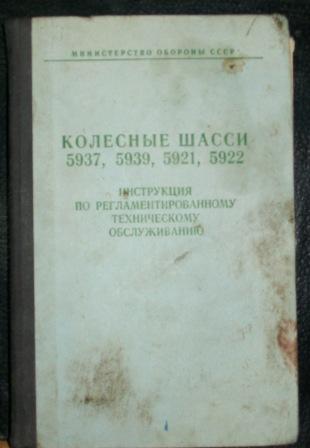 МИНИСТЕРСТВО ОБОРОНЫ СССР
КОЛЕСНЫЕ ШАССИ
5937, 5939, 5921, 5922
ИНСТРУКЦИЯ
ПО РЕГЛАМЕНТИРОВАННОМУ
ТЕХНИЧЕСКОМУ
ОБСЛУЖИВАНИЮ